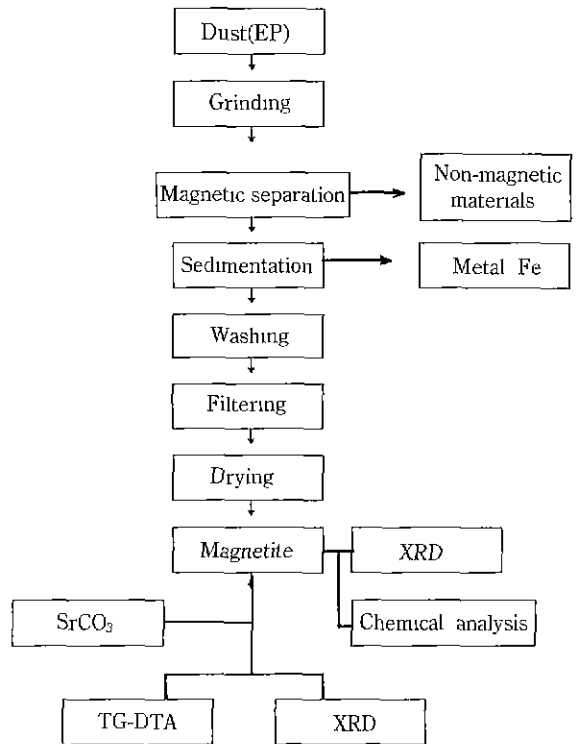 Dust(EP)
Grinding
Magnetic separation
Non-magnetic
materials
Sedimentation
Metal Fe
Washing
Filtering
Drying
Magnetite
XRD
SrCO₃
Chemical analysis
TG-DTA
XRD